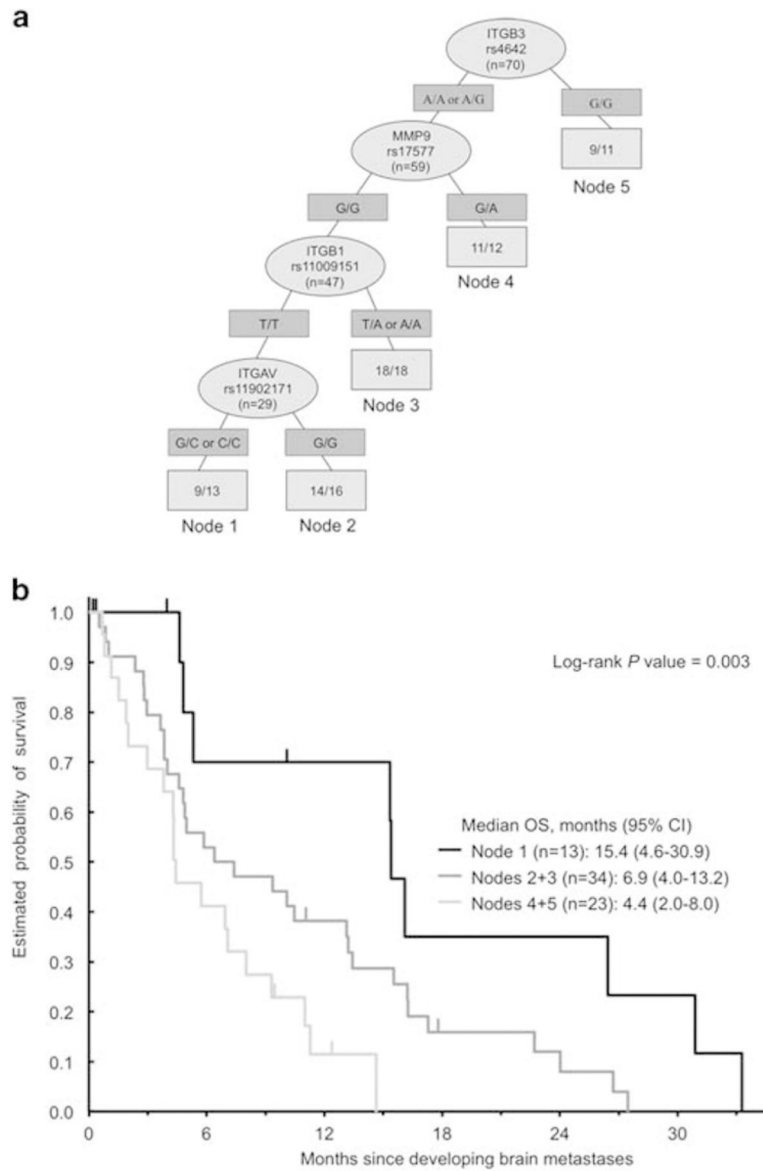 a
ITGB3
rs4642
(n=70)
A/A or A/G
G/G
MMP9
rs17577
(n=59)
9/11
Node 5
G/G
G/A
ITGB1
rs11009151
(n=47)
11/12
Node 4
T/T
T/A or A/A
ITGAV
rs11902171
(n=29)
18/18
Node 3
G/C or C/C
G/G
9/13
14/16
Node 1
Node 2
b
Estimated probability of survival
1.0
0.9
0.8
0.7
0.6
0.5
0.4
0.3
0.2
0.1
0.0
Log-rank P value = 0.003
Median OS, months (95% CI)
Node 1 (n=13): 15.4 (4.6-30.9)
Nodes 2+3 (n=34): 6.9 (4.0-13.2)
Nodes 4+5 (n=23): 4.4 (2.0-8.0)
0 6 12 18 24 30
Months since developing brain metastases